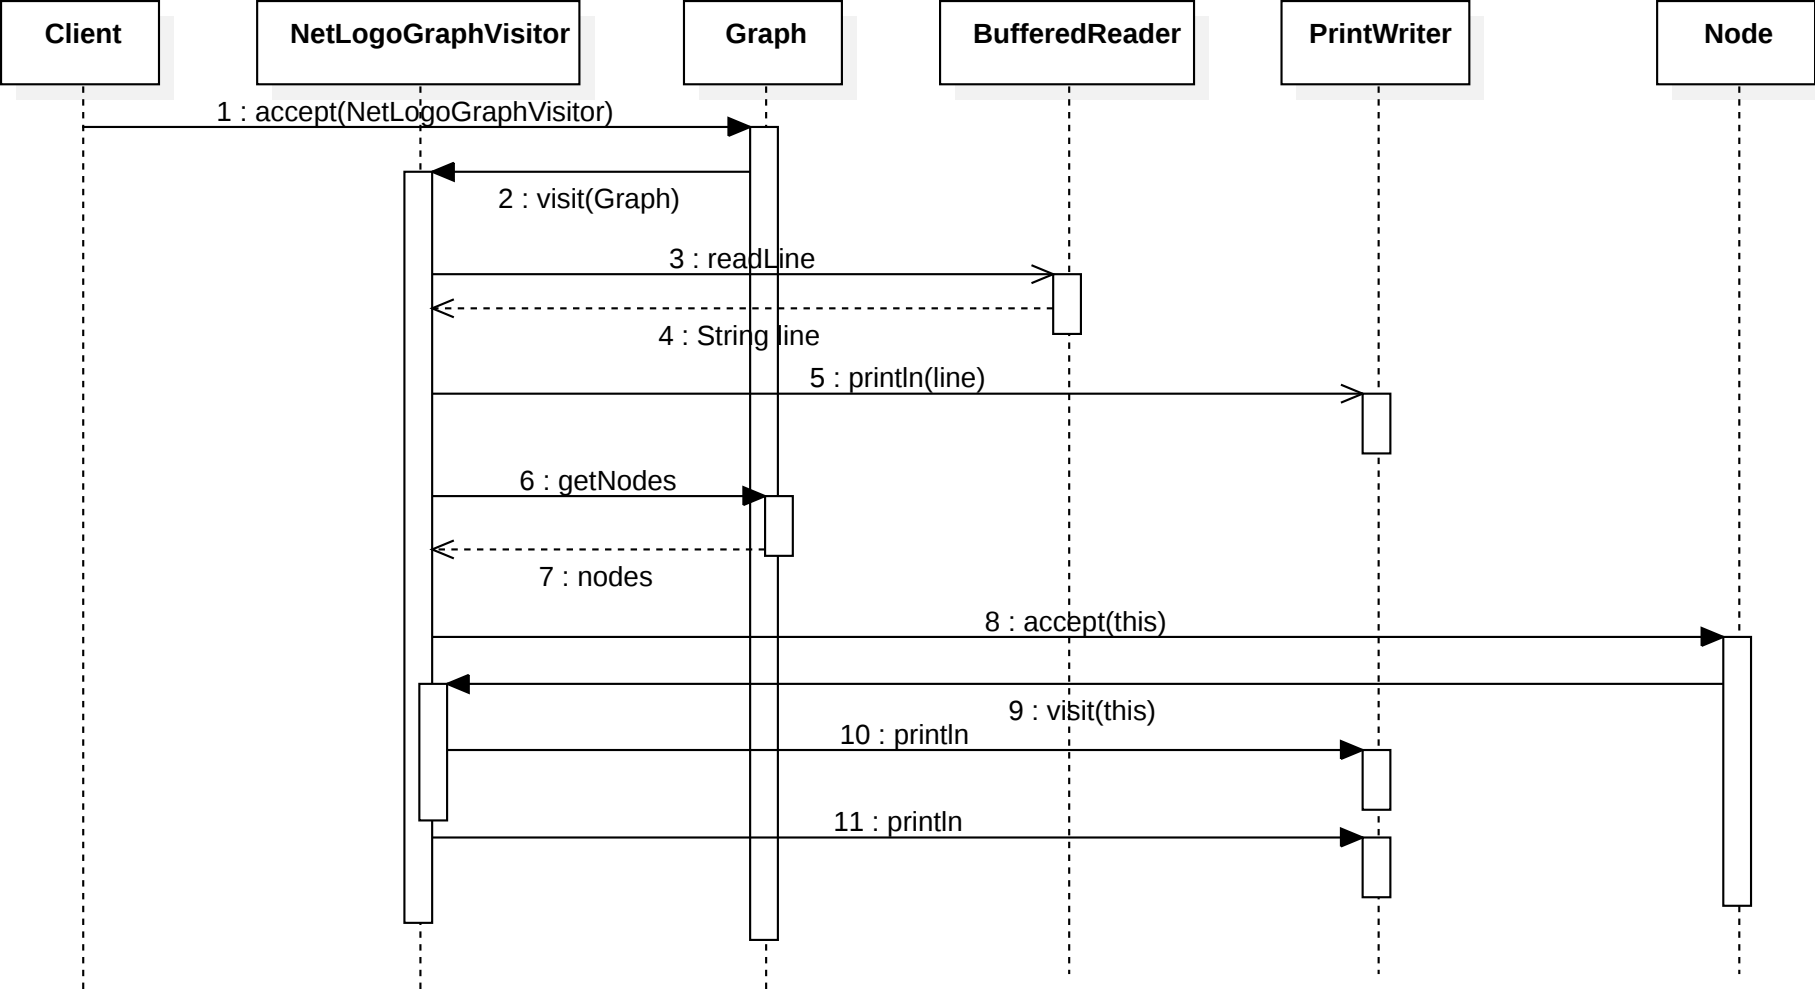 Client
NetLogoGraphVisitor
Graph
BufferedReader
PrintWriter
Node
1 : accept(NetLogoGraphVisitor)
2 : visit(Graph)
3 : readLine
4 : String line
5 : println(line)
6 : getNodes
7 : nodes
8 : accept(this)
9 : visit(this)
10 : println
11 : println